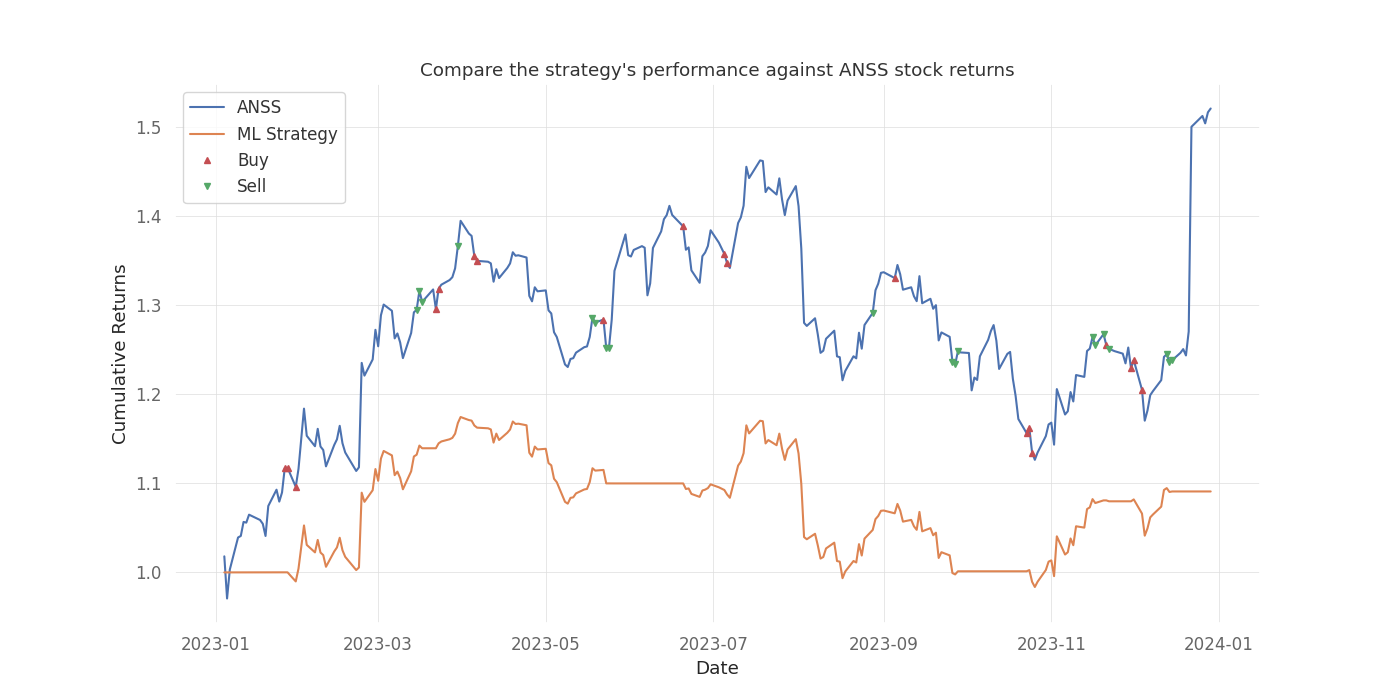 Compare the strategy's performance against ANSS stock returns
ANSS
ML Strategy
Buy
Sell
Cumulative Returns
1.5
1.4
1.3
1.2
1.1
1.0
2023-01 2023-03 2023-05 2023-07 2023-09 2023-11 2024-01
Date